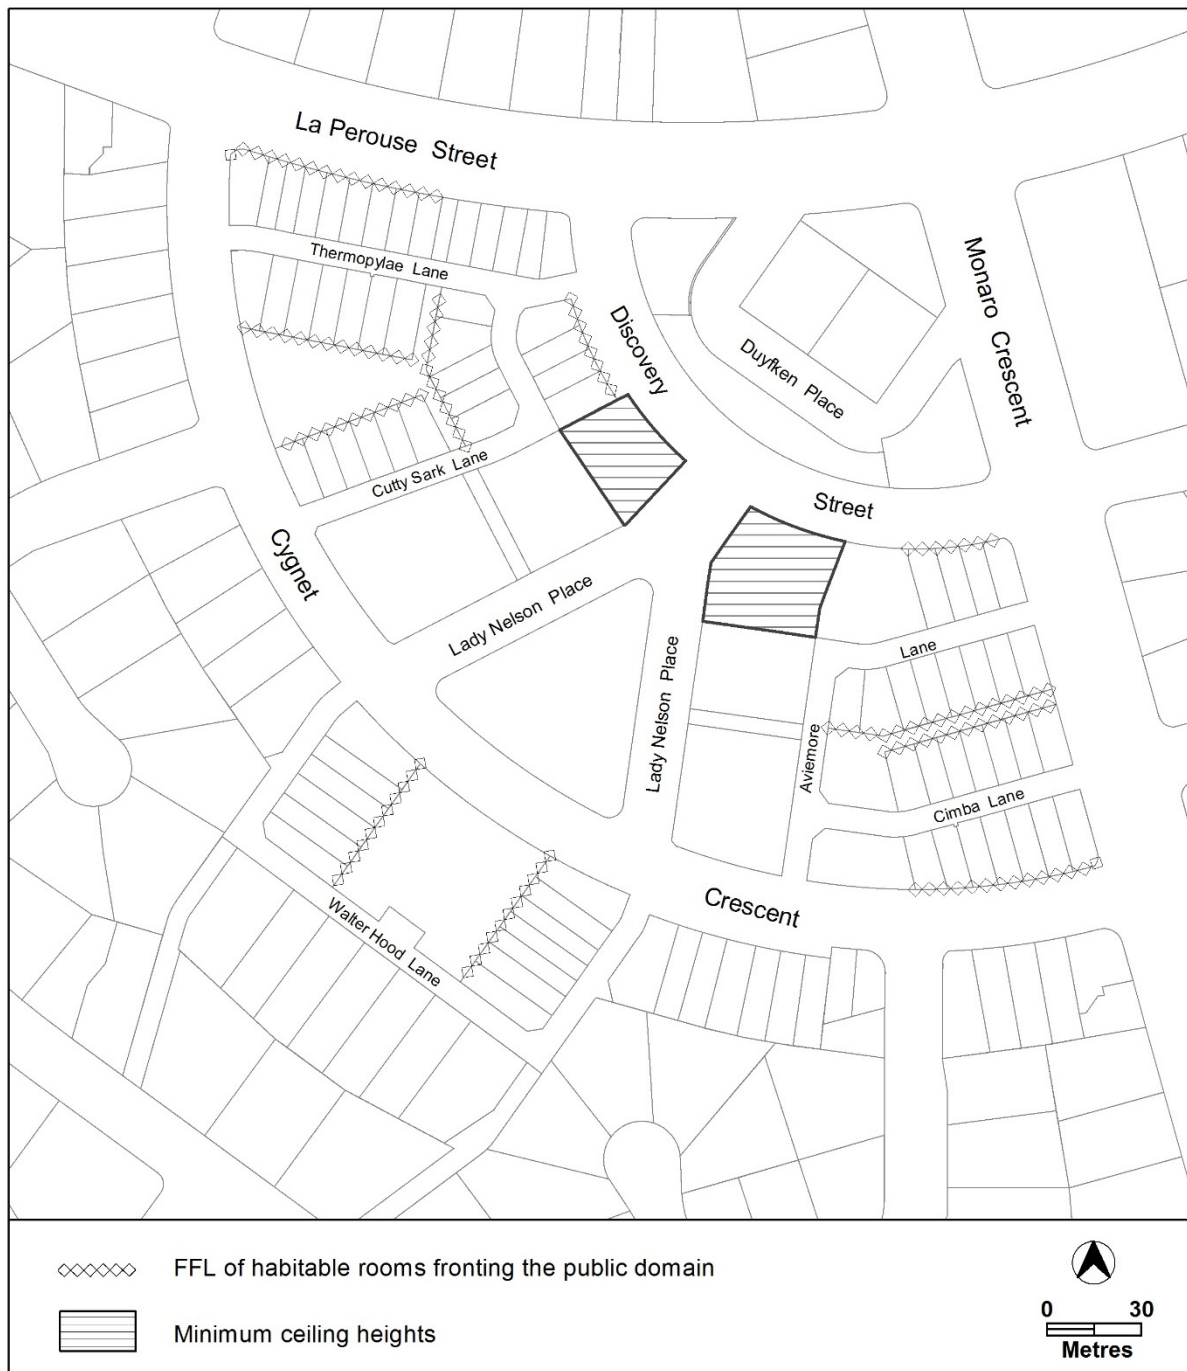 La Perouse Street
Thermopylae Lane
Discovery
Monaro Crescent
Duyfken Place
Cutty Sark Lane
Street
Cygnet
Lady Nelson Place
Lane
Lady Nelson Place
Aviemore
Cimba Lane
Walter Hood Lane
Crescent
FFL of habitable rooms fronting the public domain
0 30
Minimum ceiling heights
Metres